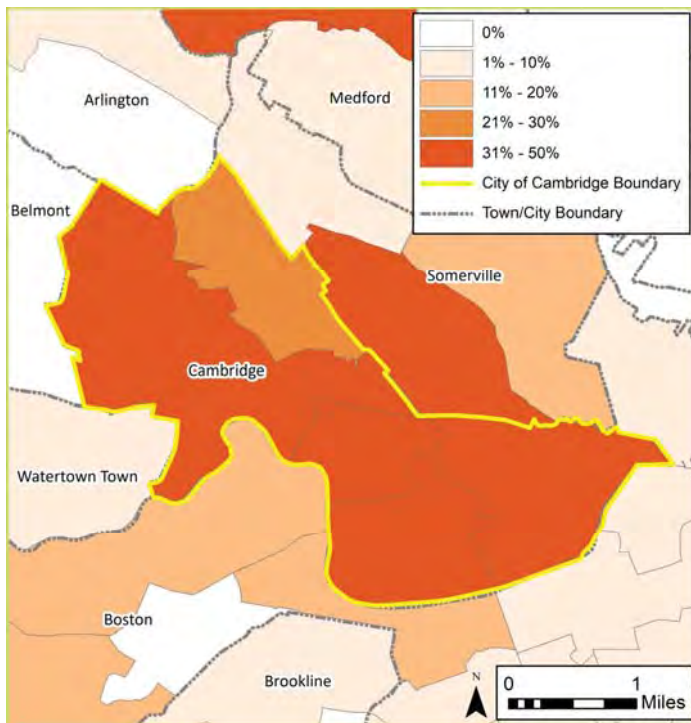 0%
1% - 10%
11% - 20%
21% - 30%
31% - 50%
City of Cambridge Boundary
Town/City Boundary
Arlington
Medford
Belmont
Somerville
Cambridge
Watertown Town
Boston
Brookline
N
0 1
Miles